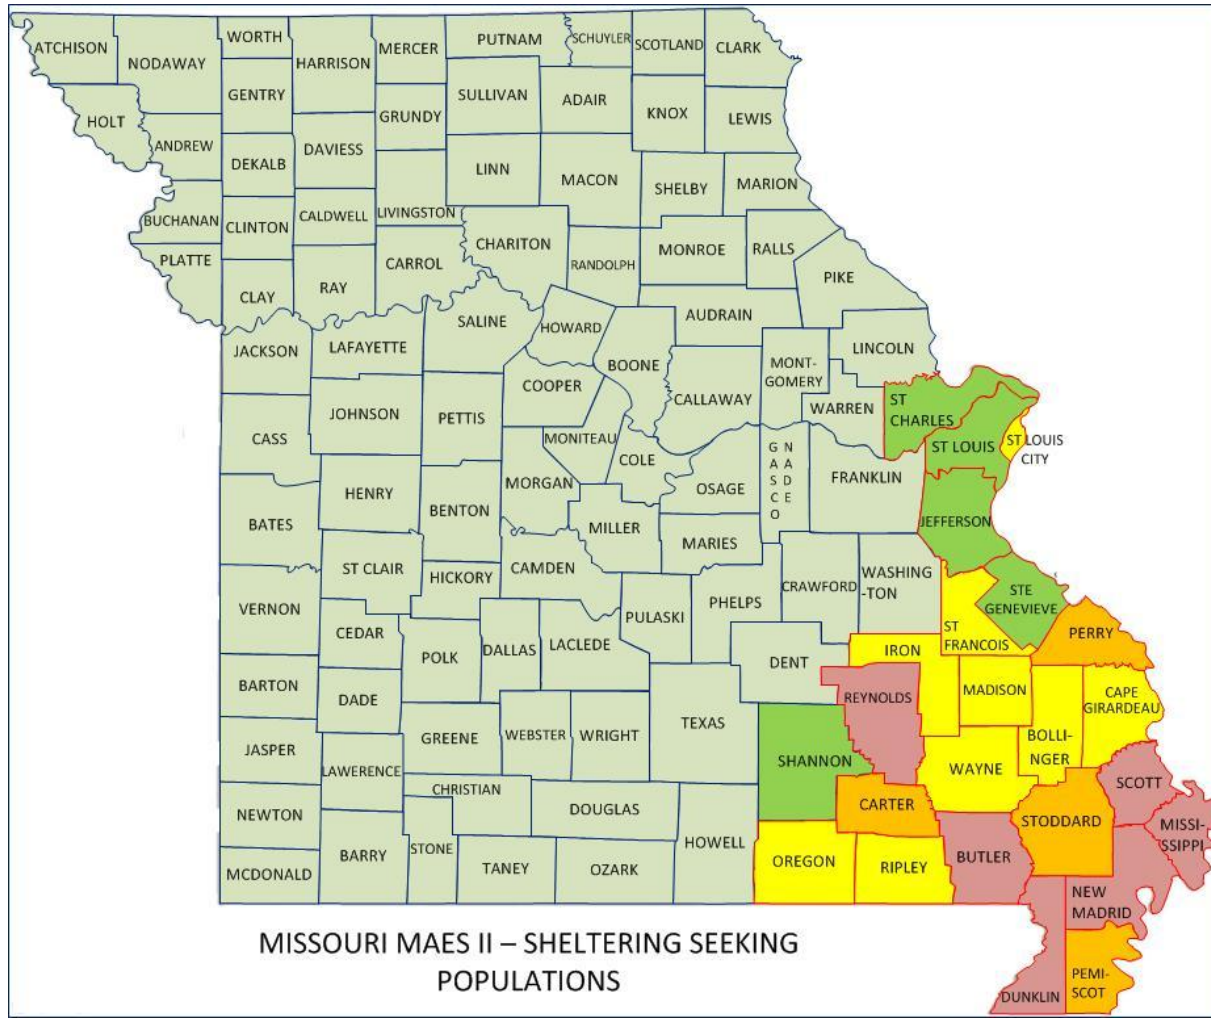 ATCHISON
NODAWAY
WORTH
HARRISON
MERCER
PUTNAM
SCHUYLER
SCOTLAND
CLARK
HOLT
GENTRY
GRUNDY
SULLIVAN
ADAIR
KNOX
LEWIS
ANDREW
DEKALB
DAVIESS
LINN
MACON
SHELBY
MARION
BUCHANAN
CLINTON
CALDWELL
LIVINGSTON
CHARITON
MONROE
RALLS
PLATTE
CLAY
RAY
CARROL
RANDOLPH
PIKE
SALINE
HOWARD
AUDRAIN
JACKSON
LAFAYETTE
BOONE
MONT-
GOMERY
LINCOLN
COOPER
CALLAWAY
WARREN
ST
CHARLES
JOHNSON
PETTIS
CASS
MONITEAU
COLE
ST LOUIS
ST LOUIS
CITY
GASCO
NADE
FRANKLIN
HENRY
MORGAN
OSAGE
BATES
BENTON
MILLER
MARIES
JEFFERSON
ST CLAIR
HICKORY
CAMDEN
CRAWFORD
WASHING
-TON
VERNON
CEDAR
PULASKI
PHELPS
STE
GENEVIEVE
ST
FRANCOIS
PERRY
POLK
DALLAS
LACLEDE
DENT
IRON
BARTON
DADE
REYNOLDS
MADISON
CAPE
GIRARDEAU
JASPER
GREENE
WEBSTER
WRIGHT
TEXAS
BOLLI-
NGER
LAWERENCE
SHANNON
WAYNE
SCOTT
CHRISTIAN
NEWTON
DOUGLAS
CARTER
STODDARD
MISSI-
SSIPPI
BARRY
STONE
TANEY
OZARK
HOWELL
MCDONALD
OREGON
RIPLEY
BUTLER
NEW
MADRID
PEMI-
SCOT
DUNKLIN
MISSOURI MAES II – SHELTERING SEEKING
POPULATIONS